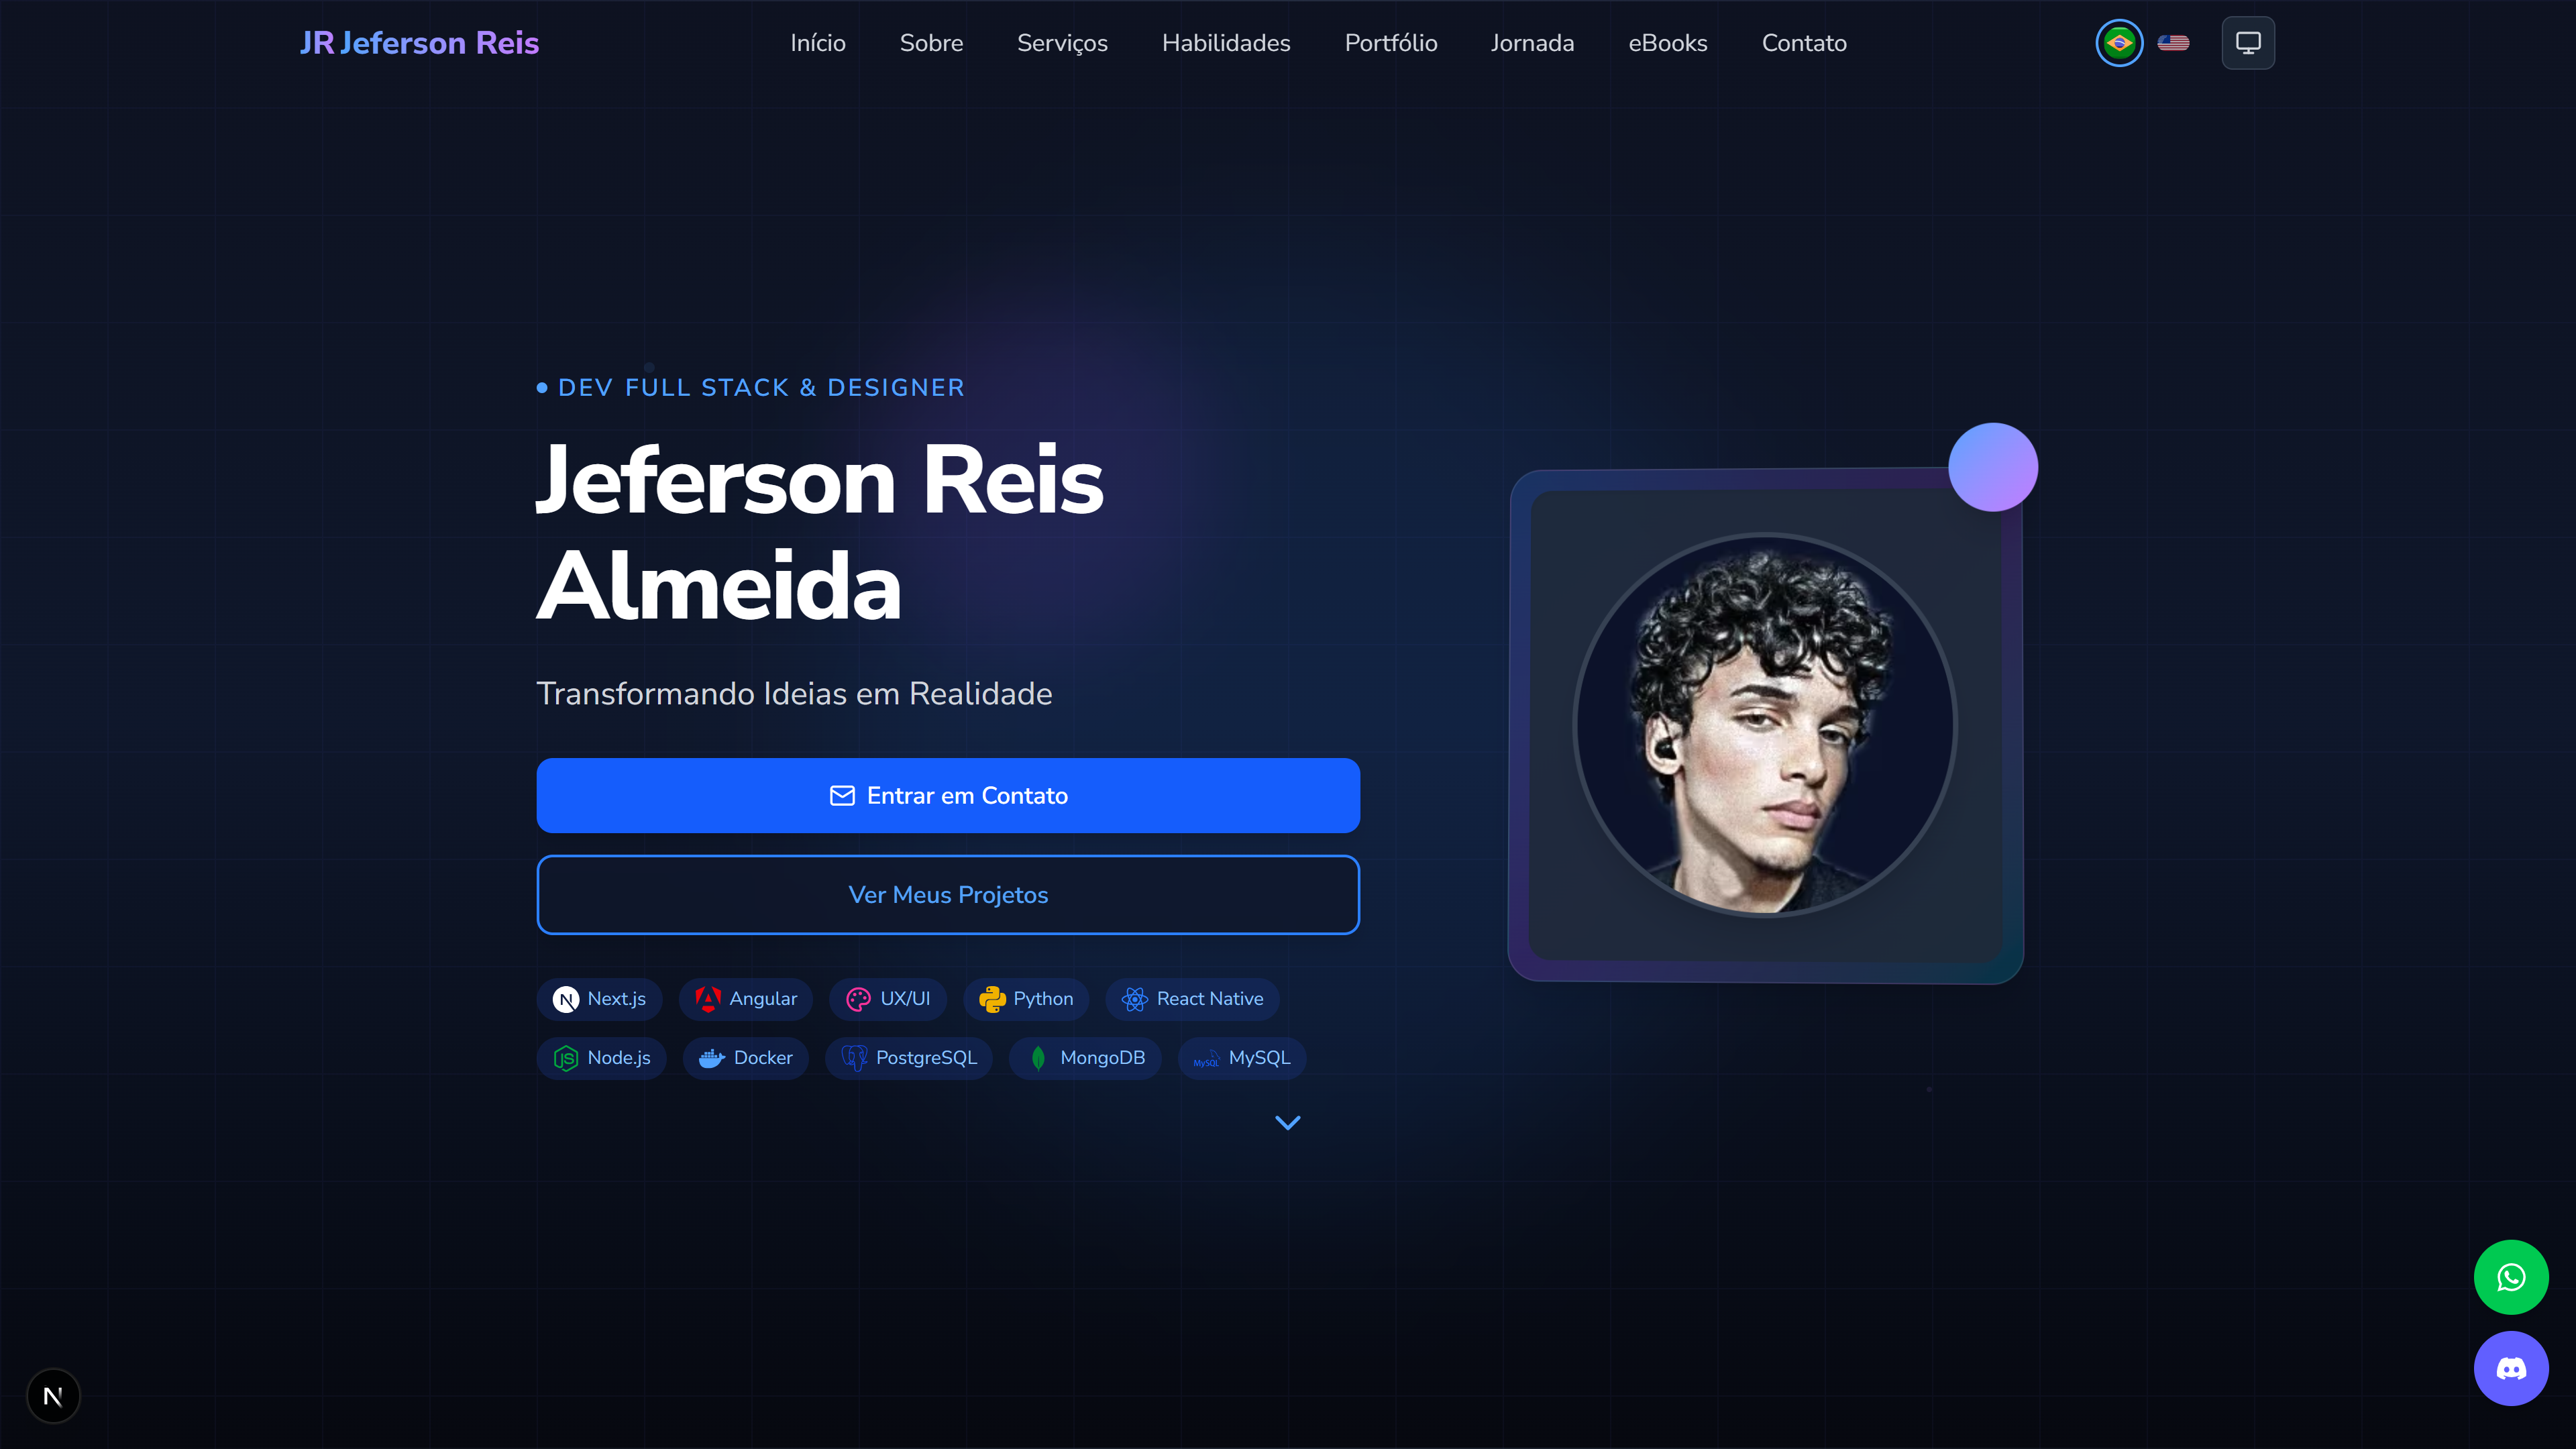 JR Jeferson Reis
Início Sobre Serviços Habilidades Portfólio Jornada eBooks Contato
DEV FULL STACK & DESIGNER
Jeferson Reis
Almeida
Transformando Ideias em Realidade
Entrar em Contato
Ver Meus Projetos
N Next.js Angular UX/UI Python React Native
JS Node.js Docker PostgreSQL MongoDB MySQL MySQL
N